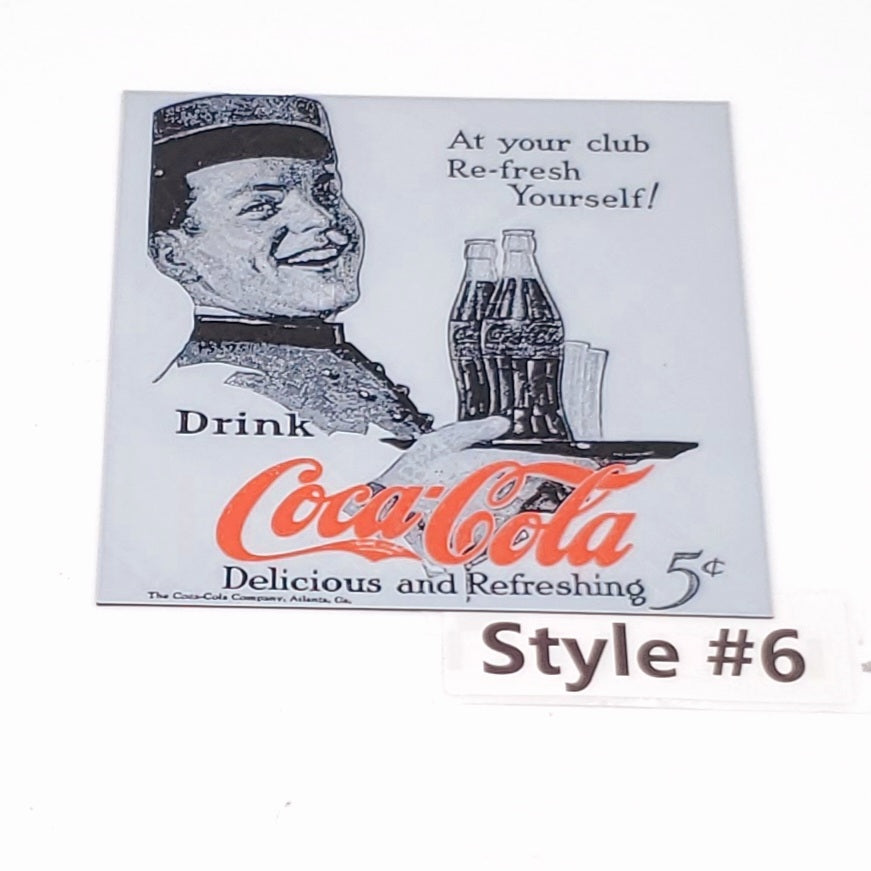 At your club
Re-fresh
Yourself!
Drink
Coca-Cola
Delicious and Refreshing 5¢
The Coca-Cola Company, Atlanta, Ga.
Style #6